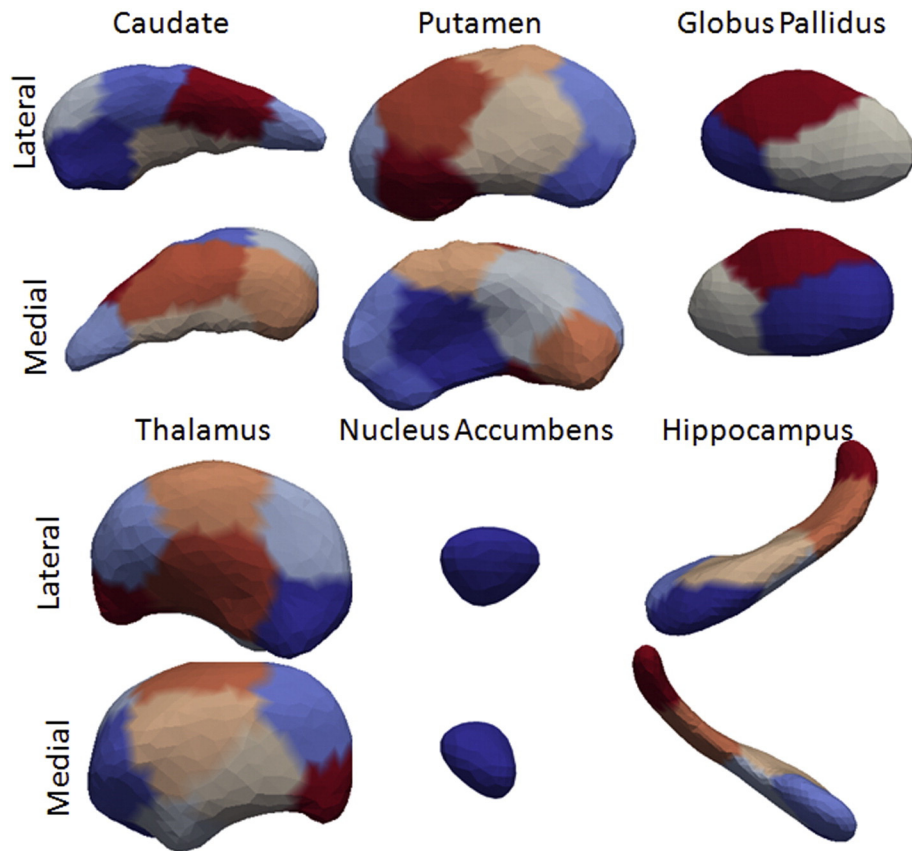 Caudate Putamen Globus Pallidus
Lateral
Medial
Thalamus Nucleus Accumbens Hippocampus
Lateral
Medial